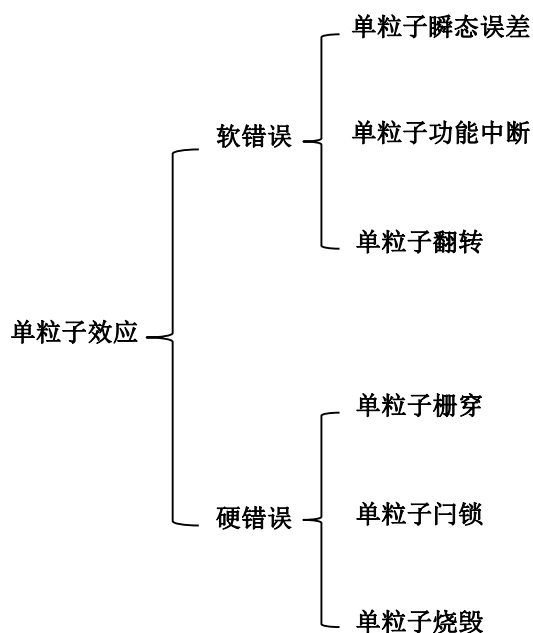 单粒子效应
软错误
单粒子瞬态误差
单粒子功能中断
单粒子翻转
硬错误
单粒子栅穿
单粒子闩锁
单粒子烧毁